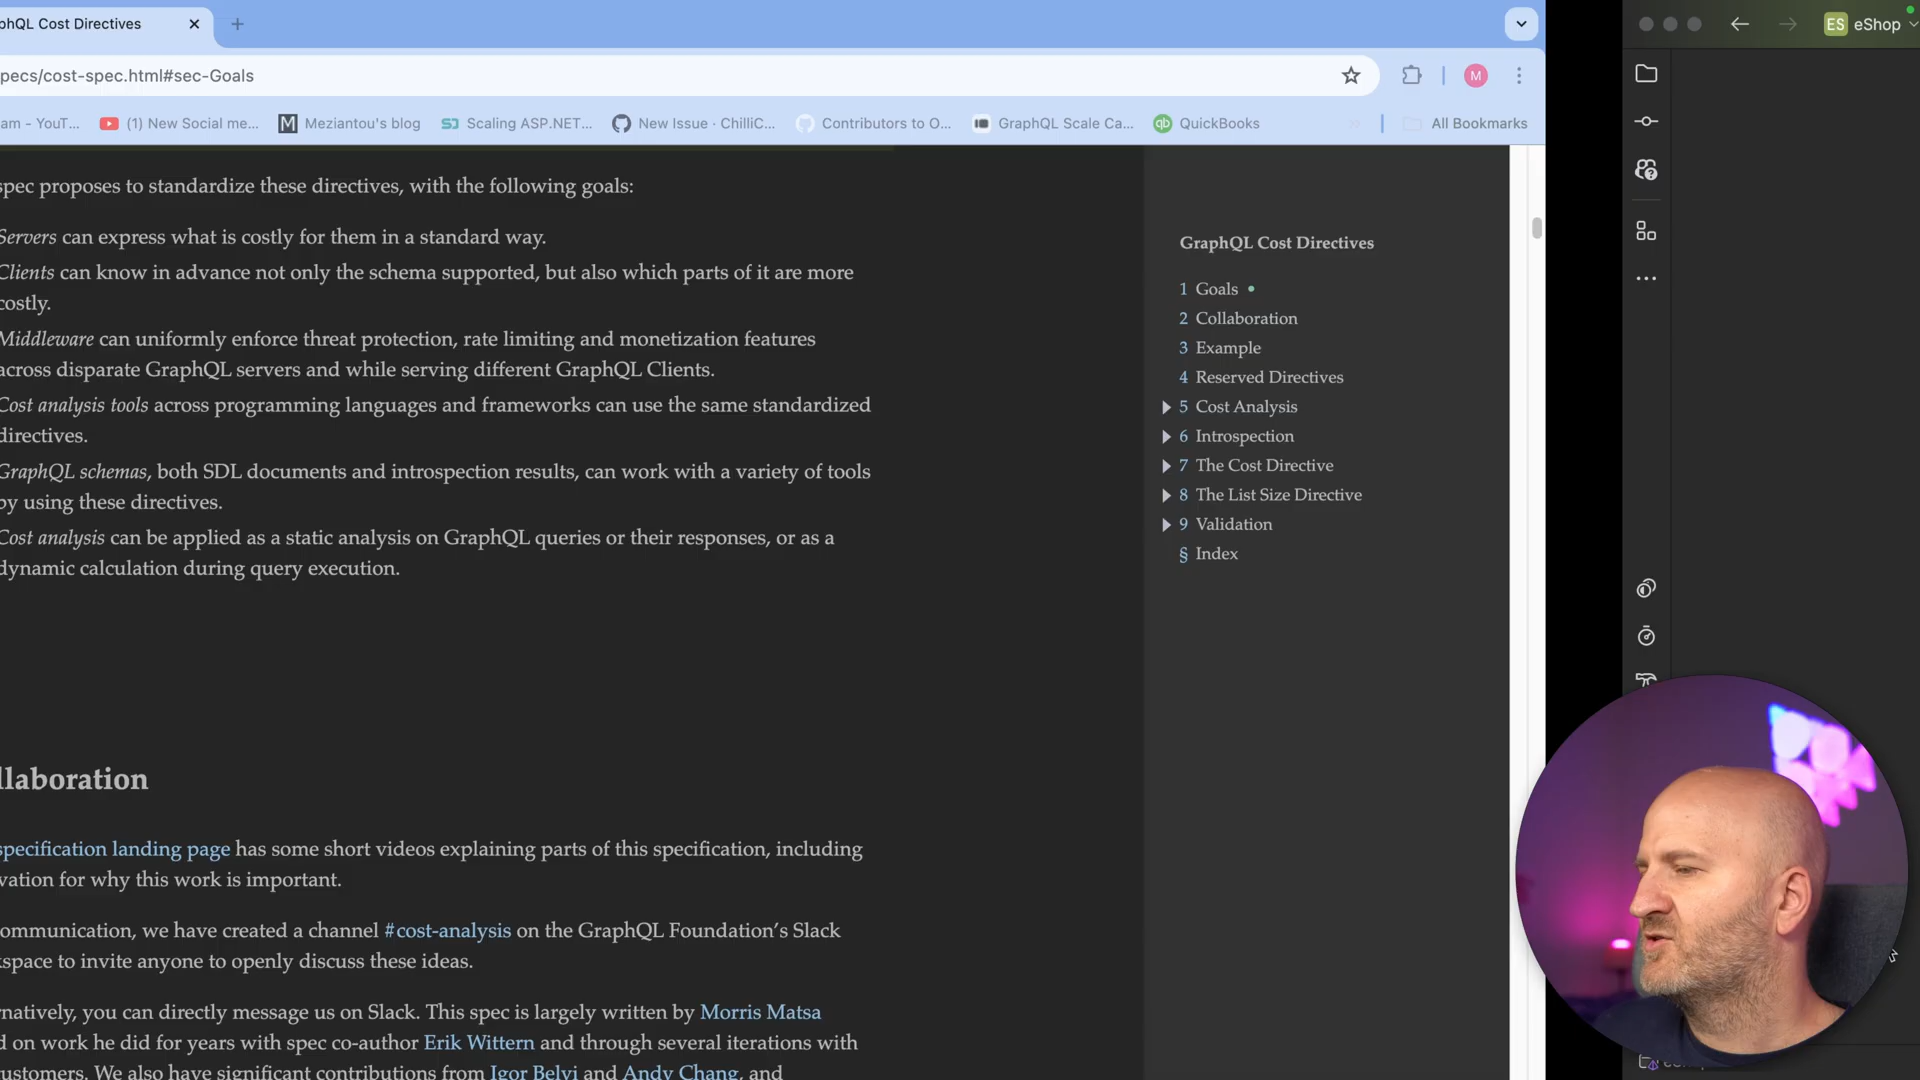 phQL Cost Directives
ES eShop
pecs/cost-spec.html#sec-Goals
M
am - YouT...
(1) New Social me...
M Meziantou's blog
Scaling ASP.NET...
New Issue · ChilliC...
Contributors to O...
GraphQL Scale Ca...
qb QuickBooks
All Bookmarks
spec proposes to standardize these directives, with the following goals:
Servers can express what is costly for them in a standard way.
Clients can know in advance not only the schema supported, but also which parts of it are more
costly.
Middleware can uniformly enforce threat protection, rate limiting and monetization features
across disparate GraphQL servers and while serving different GraphQL Clients.
Cost analysis tools across programming languages and frameworks can use the same standardized
directives.
GraphQL schemas, both SDL documents and introspection results, can work with a variety of tools
by using these directives.
Cost analysis can be applied as a static analysis on GraphQL queries or their responses, or as a
dynamic calculation during query execution.
llaboration
specification landing page has some short videos explaining parts of this specification, including
vation for why this work is important.
ommunication, we have created a channel #cost-analysis on the GraphQL Foundation's Slack
kspace to invite anyone to openly discuss these ideas.
rnatively, you can directly message us on Slack. This spec is largely written by Morris Matsa
d on work he did for years with spec co-author Erik Wittern and through several iterations with
customers. We also have significant contributions from Igor Belyi and Andy Chang, and
GraphQL Cost Directives
1 Goals •
2 Collaboration
3 Example
4 Reserved Directives
5 Cost Analysis
6 Introspection
7 The Cost Directive
8 The List Size Directive
9 Validation
§ Index